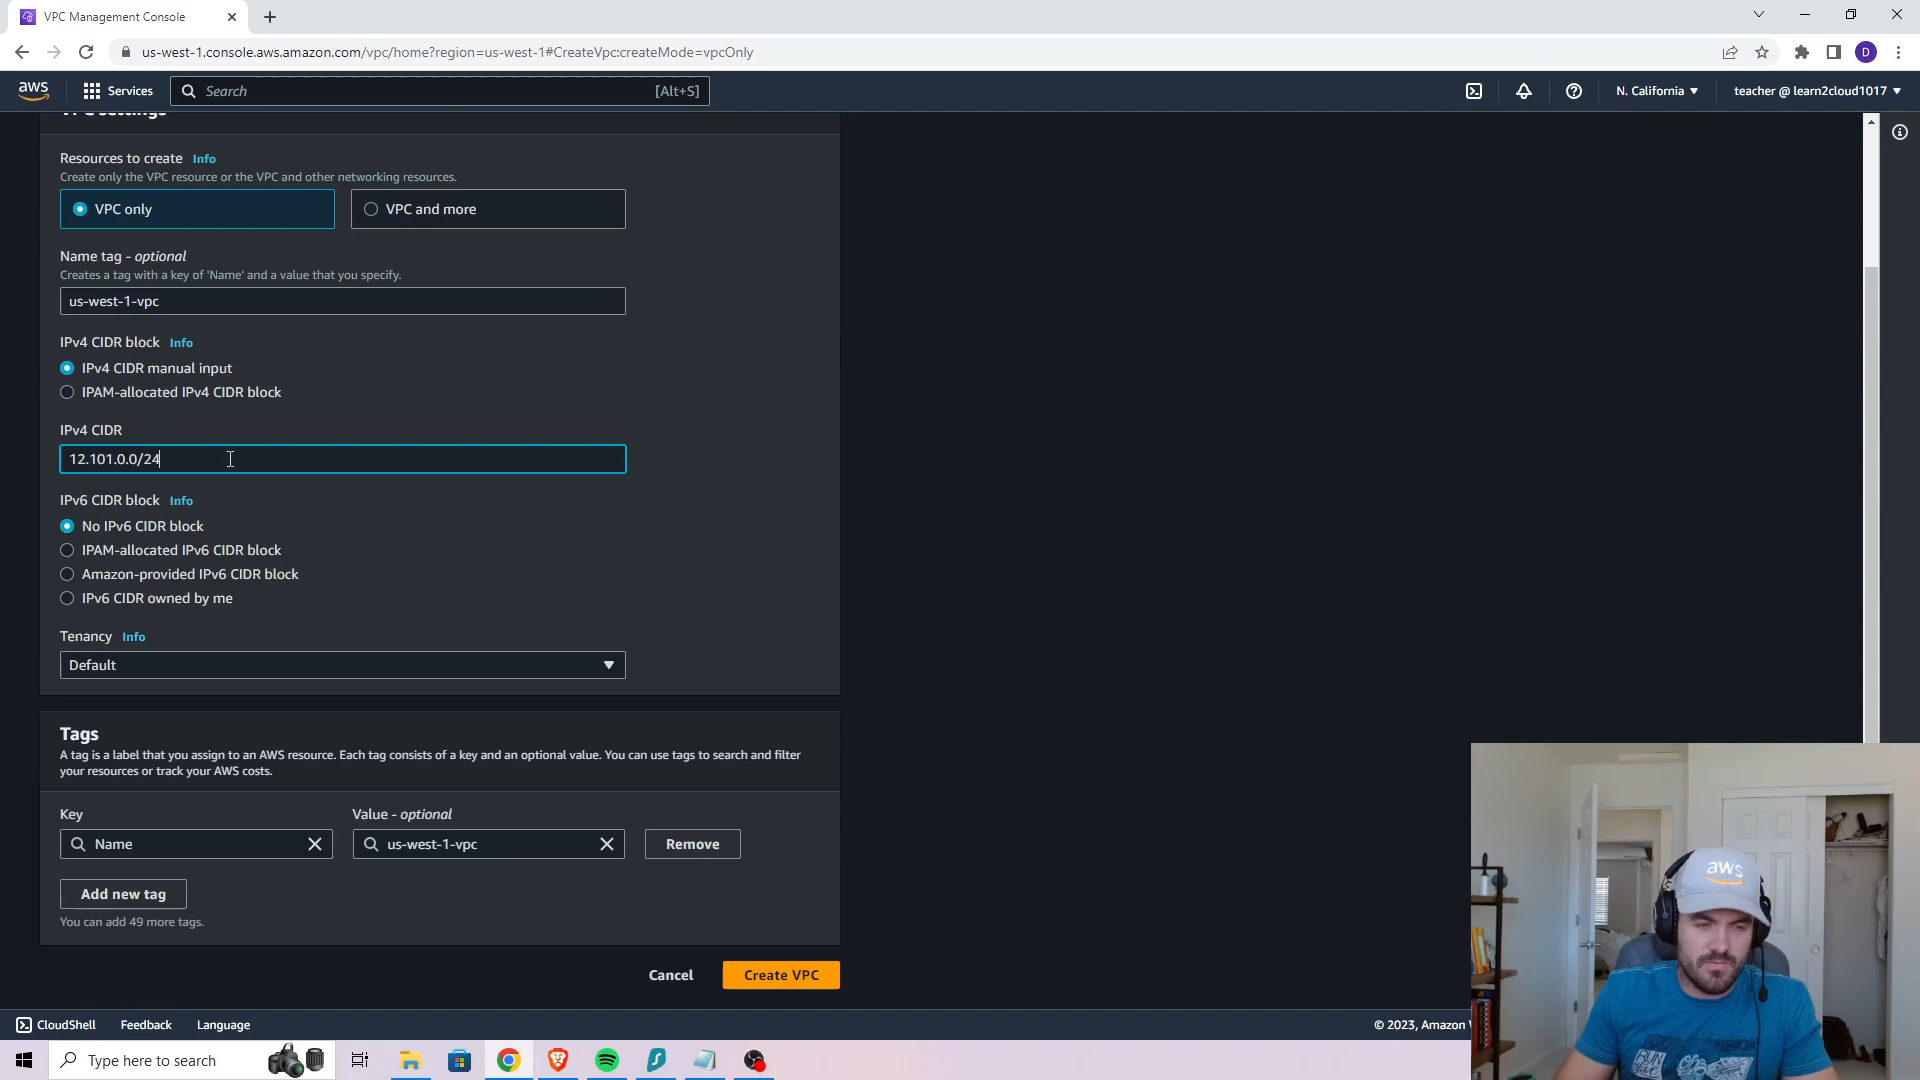 VPC Management Console
us-west-1.console.aws.amazon.com/vpc/home?region=us-west-1#CreateVpc:createMode=vpcOnly
D
aws
Services
Search
[Alt+S]
N. California
teacher @ learn2cloud1017
VPC Settings
Resources to create Info
Create only the VPC resource or the VPC and other networking resources.
VPC only
VPC and more
Name tag - optional
Creates a tag with a key of 'Name' and a value that you specify.
us-west-1-vpc
IPv4 CIDR block Info
IPv4 CIDR manual input
IPAM-allocated IPv4 CIDR block
IPv4 CIDR
12.101.0.0/24
IPv6 CIDR block Info
No IPv6 CIDR block
IPAM-allocated IPv6 CIDR block
Amazon-provided IPv6 CIDR block
IPv6 CIDR owned by me
Tenancy Info
Default
Tags
A tag is a label that you assign to an AWS resource. Each tag consists of a key and an optional value. You can use tags to search and filter
your resources or track your AWS costs.
Key
Value - optional
Name
us-west-1-vpc
Remove
Add new tag
You can add 49 more tags.
Cancel
Create VPC
CloudShell
Feedback
Language
© 2023, Amazon
Type here to search
aws